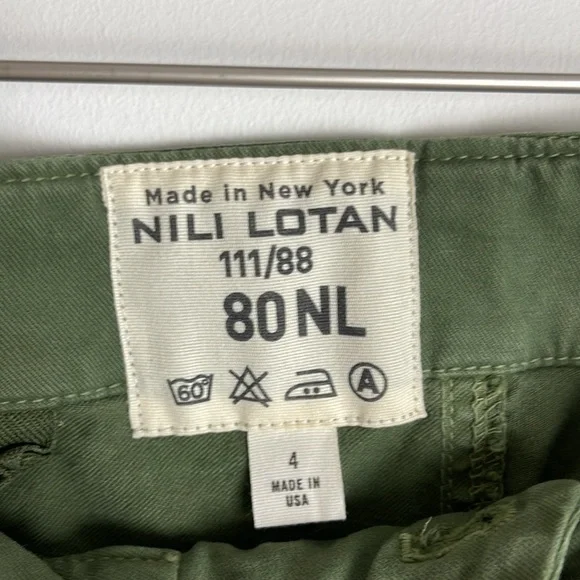 Made in New York
NILI LOTAN
111/88
80 NL
60°
A
4
MADE IN
USA